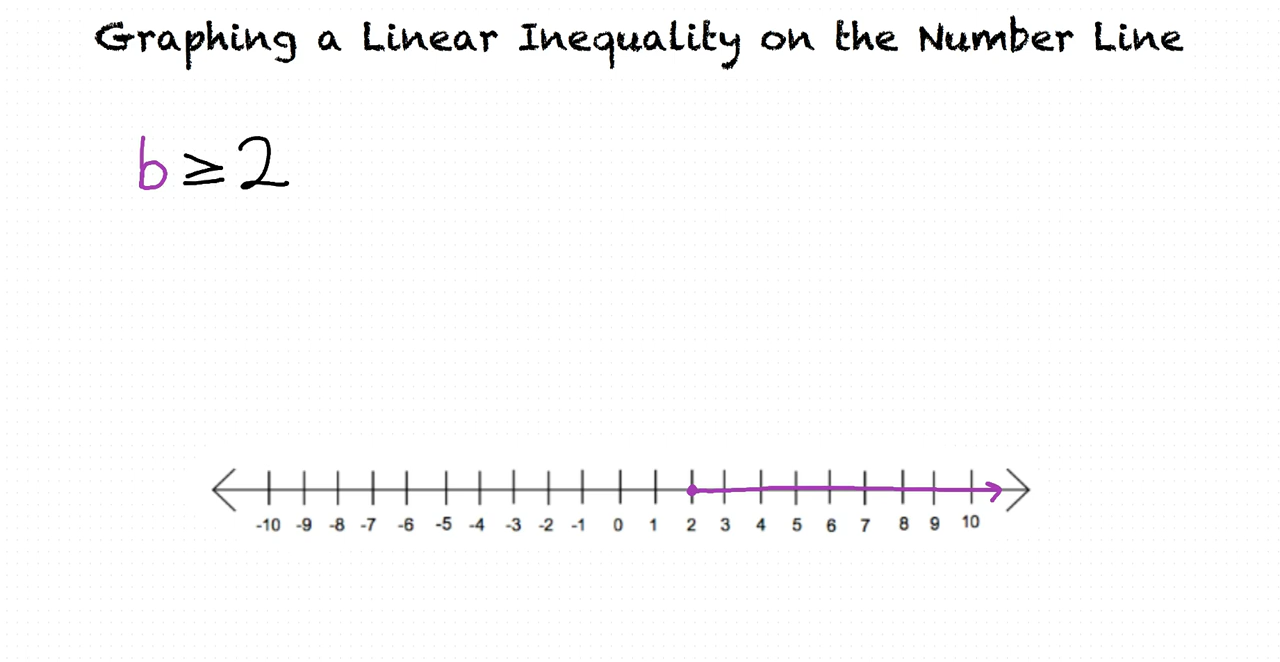 Graphing a Linear Inequality on the Number Line
b ≥ 2
-10 -9 -8 -7 -6 -5 -4 -3 -2 -1 0 1 2 3 4 5 6 7 8 9 10